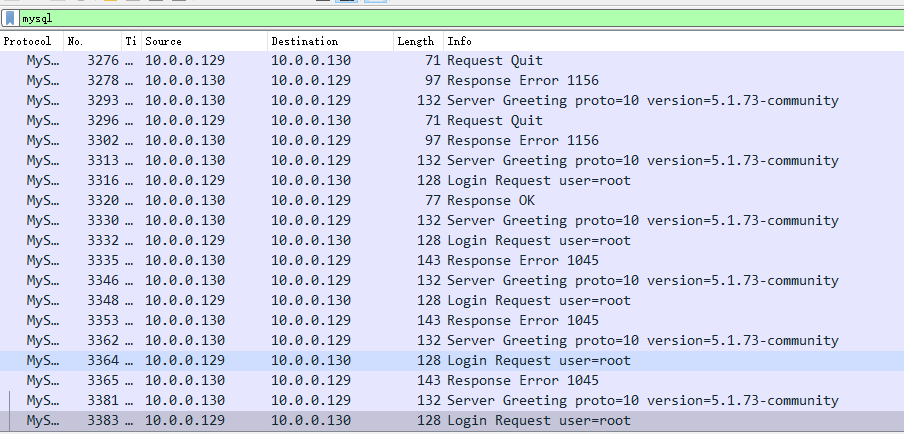 mysql
Protocol No. Ti Source Destination Length Info
MyS… 3276 … 10.0.0.129 10.0.0.130 71 Request Quit
MyS… 3278 … 10.0.0.130 10.0.0.129 97 Response Error 1156
MyS… 3293 … 10.0.0.130 10.0.0.129 132 Server Greeting proto=10 version=5.1.73-community
MyS… 3296 … 10.0.0.129 10.0.0.130 71 Request Quit
MyS… 3302 … 10.0.0.130 10.0.0.129 97 Response Error 1156
MyS… 3313 … 10.0.0.130 10.0.0.129 132 Server Greeting proto=10 version=5.1.73-community
MyS… 3316 … 10.0.0.129 10.0.0.130 128 Login Request user=root
MyS… 3320 … 10.0.0.130 10.0.0.129 77 Response OK
MyS… 3330 … 10.0.0.130 10.0.0.129 132 Server Greeting proto=10 version=5.1.73-community
MyS… 3332 … 10.0.0.129 10.0.0.130 128 Login Request user=root
MyS… 3335 … 10.0.0.130 10.0.0.129 143 Response Error 1045
MyS… 3346 … 10.0.0.130 10.0.0.129 132 Server Greeting proto=10 version=5.1.73-community
MyS… 3348 … 10.0.0.129 10.0.0.130 128 Login Request user=root
MyS… 3353 … 10.0.0.130 10.0.0.129 143 Response Error 1045
MyS… 3362 … 10.0.0.130 10.0.0.129 132 Server Greeting proto=10 version=5.1.73-community
MyS… 3364 … 10.0.0.129 10.0.0.130 128 Login Request user=root
MyS… 3365 … 10.0.0.130 10.0.0.129 143 Response Error 1045
MyS… 3381 … 10.0.0.130 10.0.0.129 132 Server Greeting proto=10 version=5.1.73-community
MyS… 3383 … 10.0.0.129 10.0.0.130 128 Login Request user=root